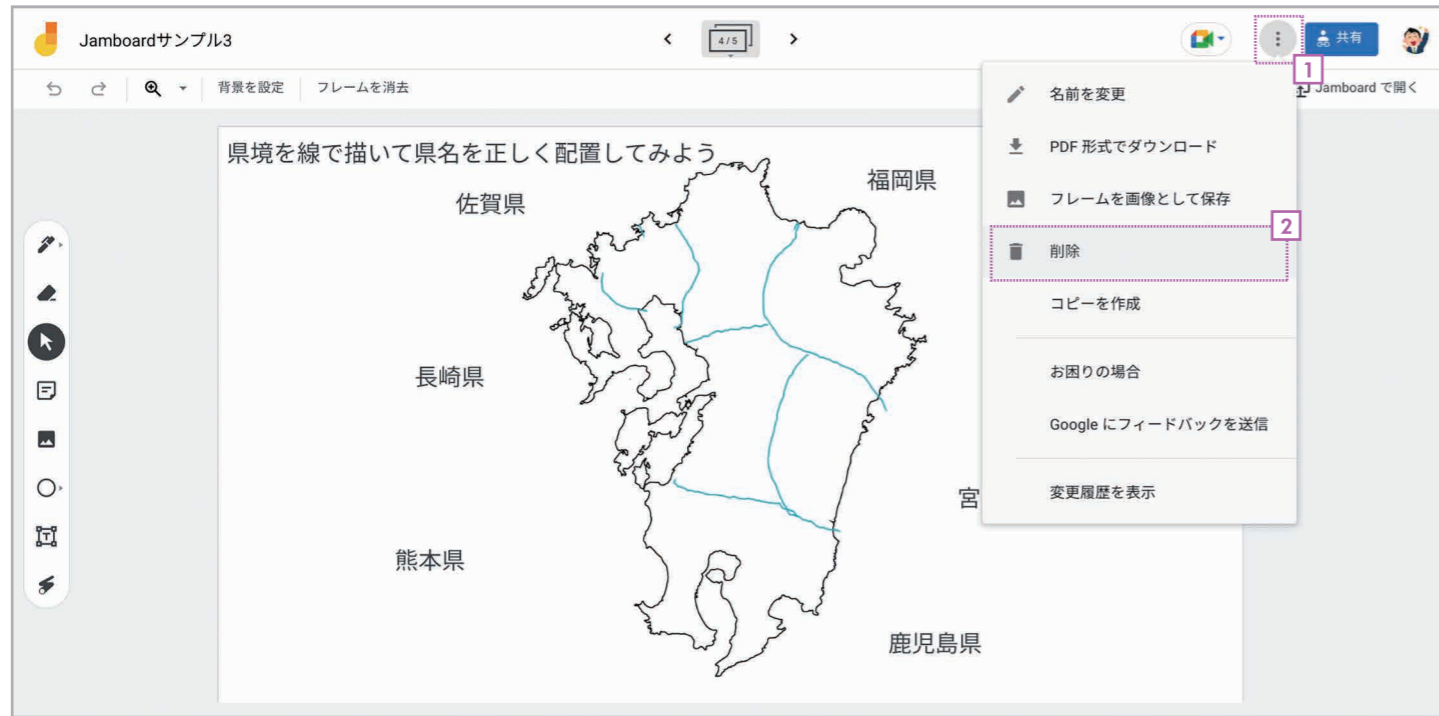 Jamboardサンプル3
4/5
共有
1
背景を設定
フレームを消去
Jamboard で開く
名前を変更
PDF 形式でダウンロード
フレームを画像として保存
2
削除
コピーを作成
お困りの場合
Google にフィードバックを送信
変更履歴を表示
県境を線で描いて県名を正しく配置してみよう
福岡県
佐賀県
長崎県
宮
熊本県
鹿児島県